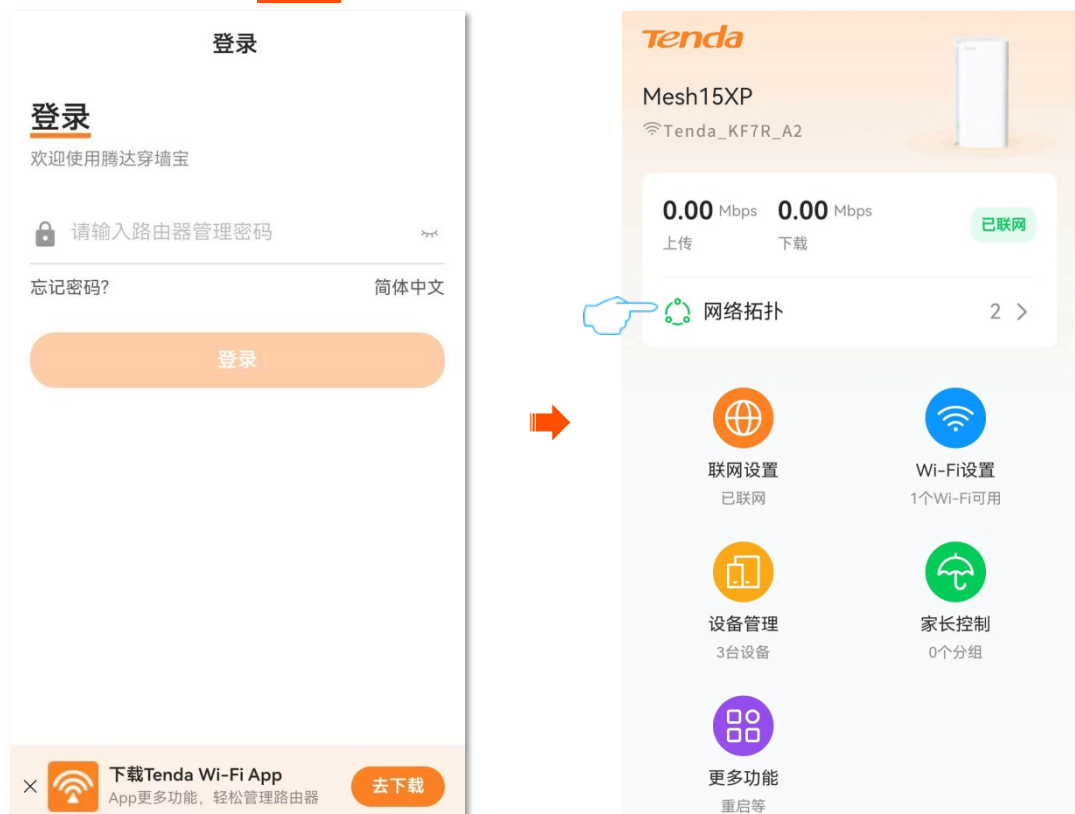 登录
登录
欢迎使用腾达穿墙宝
请输入路由器管理密码
忘记密码? 简体中文
登录
下载Tenda Wi-Fi App
App更多功能，轻松管理路由器
去下载
Tenda
Mesh15XP
Tenda_KF7R_A2
0.00 Mbps 0.00 Mbps
上传 下载
已联网
网络拓扑 2
联网设置 Wi-Fi设置
已联网 1个Wi-Fi可用
设备管理 家长控制
3台设备 0个分组
更多功能
重启等